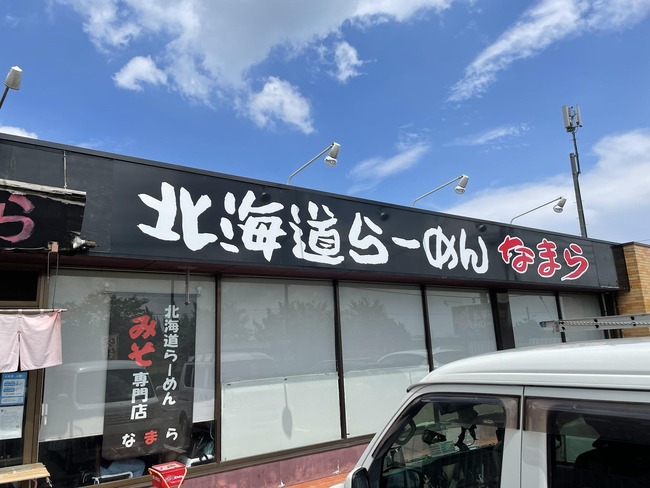 北海道らーめん なまら
ら
北海道らーめん
みそ専門店
なまら